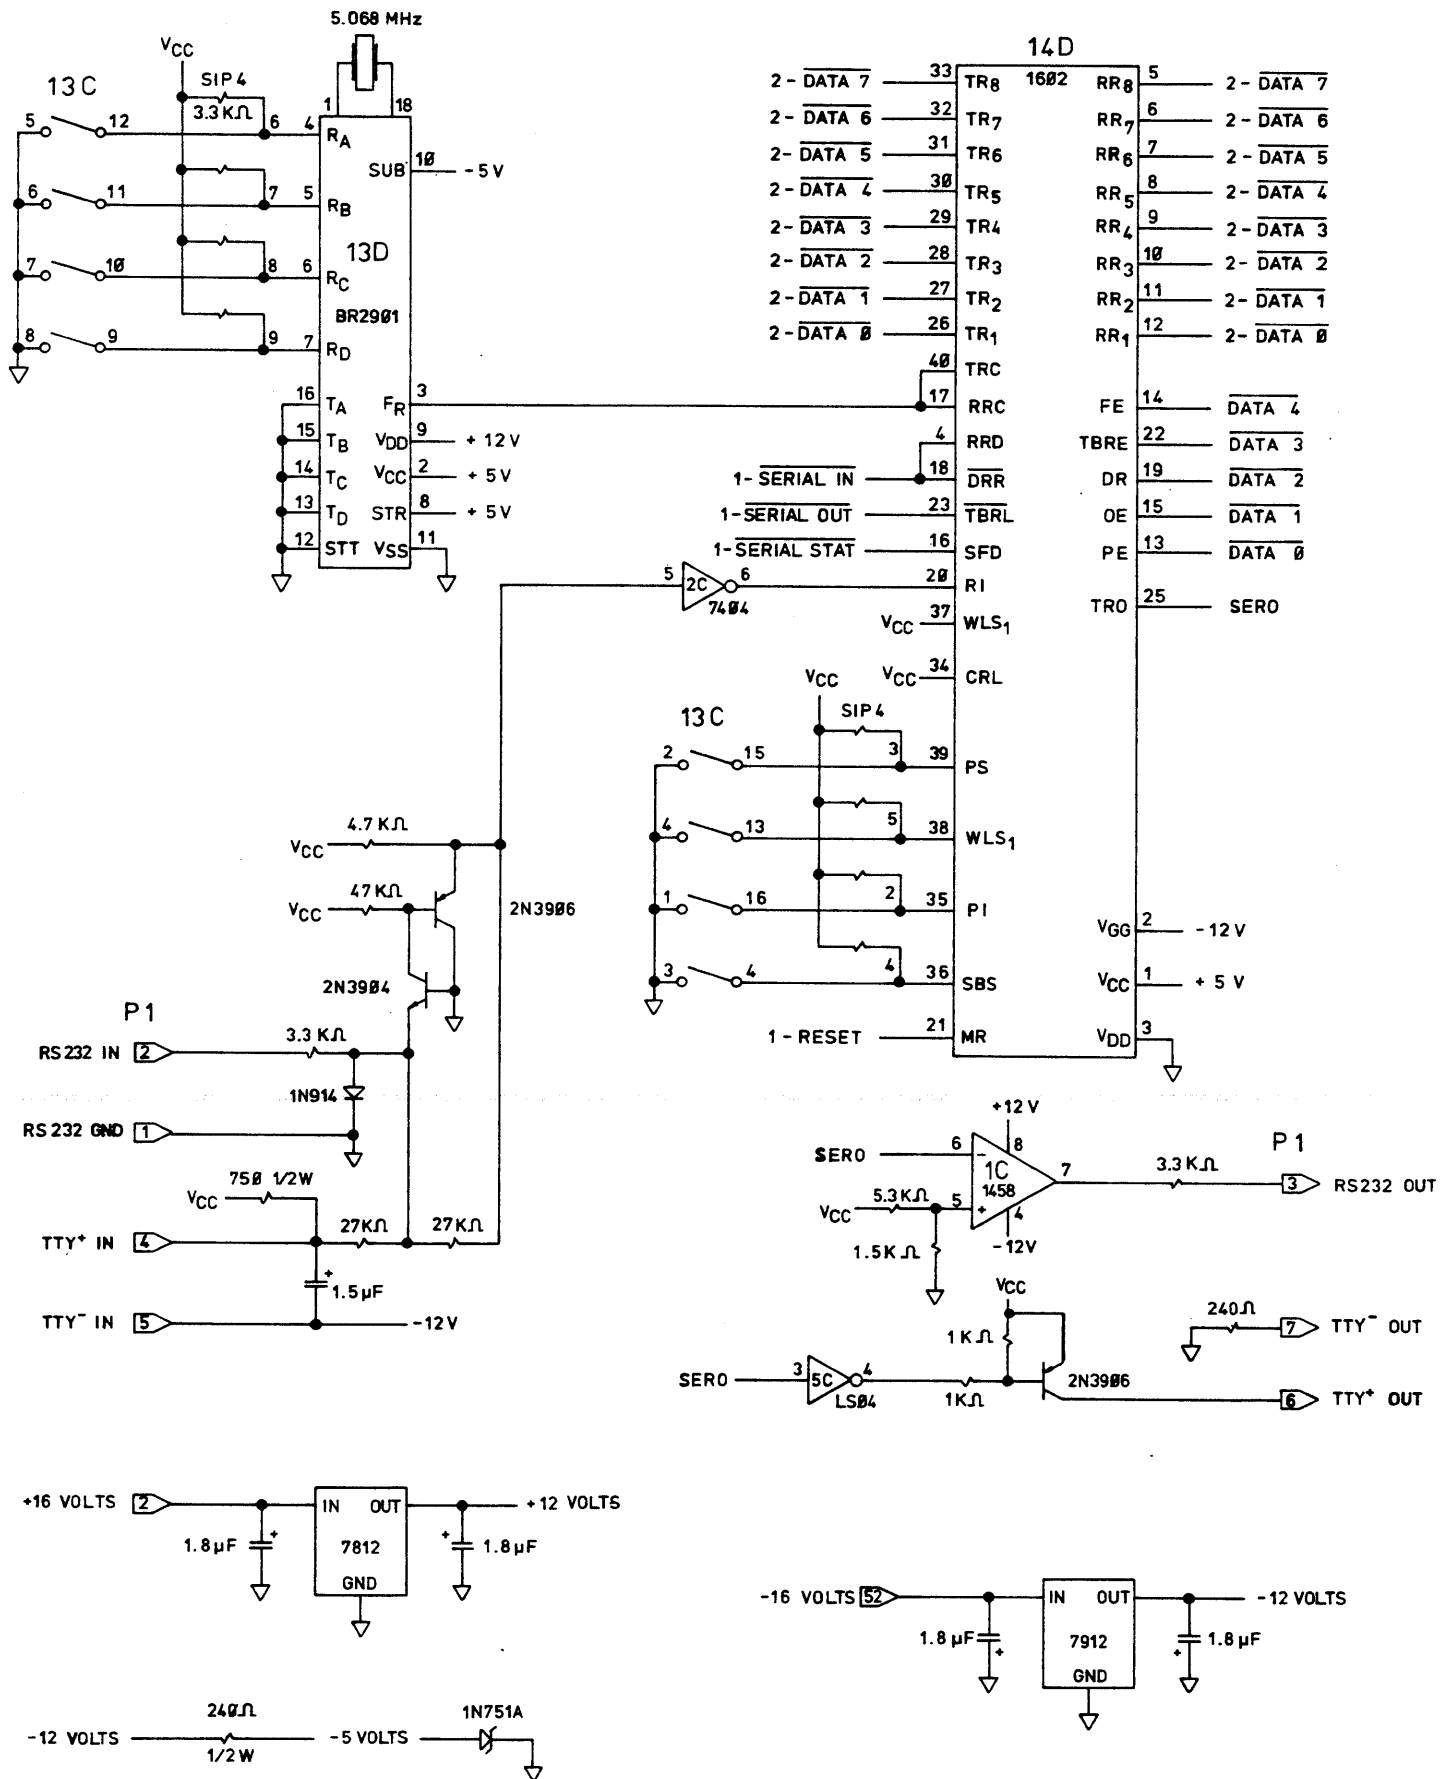 5.068 MHz
VCC
SIP 4
3.3 KΩ
13C
1 18
5 12 6 4 RA
SUB 10 -5V
6 11 7 5 RB
13D
7 10 8 6 RC
BR2901
8 9 9 7 RD
16 TA FR 3
15 TB VDD 9 +12V
14 TC VCC 2 +5V
13 TD STR 8 +5V
12 STT VSS 11
14D
1602
2-DATA 7 33 TR8 RR8 5 2-DATA 7
2-DATA 6 32 TR7 RR7 6 2-DATA 6
2-DATA 5 31 TR6 RR6 7 2-DATA 5
2-DATA 4 30 TR5 RR5 8 2-DATA 4
2-DATA 3 29 TR4 RR4 9 2-DATA 3
2-DATA 2 28 TR3 RR3 10 2-DATA 2
2-DATA 1 27 TR2 RR2 11 2-DATA 1
2-DATA 0 26 TR1 RR1 12 2-DATA 0
40 TRC
17 RRC FE 14 DATA 4
4 RRD TBRE 22 DATA 3
1-SERIAL IN 18 DRR DR 19 DATA 2
1-SERIAL OUT 23 TBRL OE 15 DATA 1
1-SERIAL STAT 16 SFD PE 13 DATA 0
5 2C 6 20 RI
7404
TRO 25 SERO
VCC 37 WLS1
VCC 34 CRL
VCC
SIP 4
13C
2 15 3 39 PS
4 13 5 38 WLS1
1 16 2 35 PI
3 4 4 36 SBS
1-RESET 21 MR
VGG 2 -12V
VCC 1 +5V
VDD 3
4.7 KΩ
VCC
47 KΩ
VCC
2N3906
2N3904
P1
3.3 KΩ
RS232 IN 2
1N914
RS232 GND 1
750 1/2W
VCC
27KΩ 27KΩ
TTY+ IN 4
+
1.5µF
TTY- IN 5 -12V
+12V
P1
SERO 6 - 8
1C
1458
7 3.3 KΩ 3 RS232 OUT
5.3KΩ
VCC 5 +
4
-12V
1.5K Ω
VCC
240Ω
7 TTY- OUT
1KΩ
SERO 3 5C 4
LS04
1KΩ
2N3906
6 TTY+ OUT
+16 VOLTS 2 IN OUT +12 VOLTS
1.8µF + 7812 + 1.8µF
GND
-16 VOLTS 52 IN OUT -12 VOLTS
1.8µF + 7912 + 1.8µF
GND
240Ω
-12 VOLTS -5 VOLTS
1/2W
1N751A